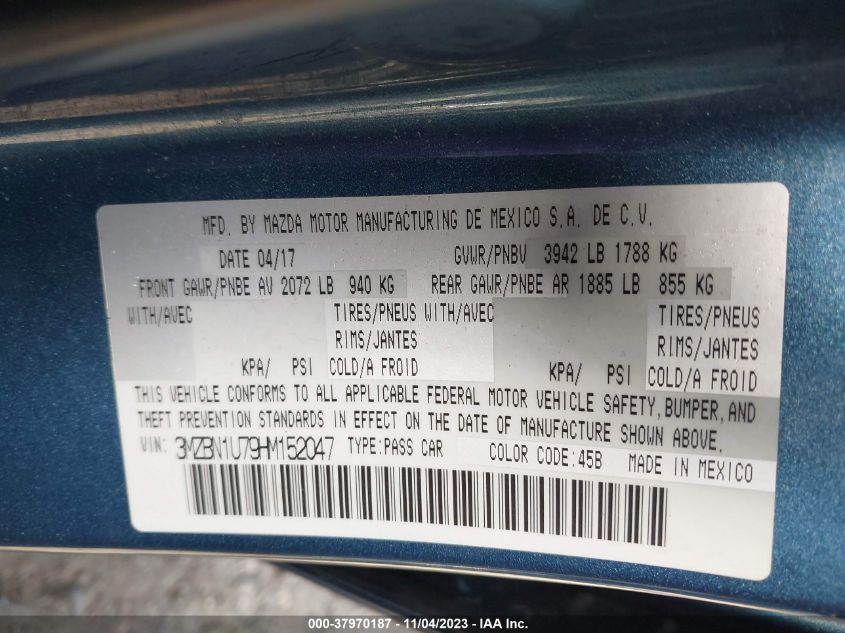 MFD. BY MAZDA MOTOR MANUFACTURING DE MEXICO S.A. DE C.V.
DATE 04/17 GVWR/PNBV 3942 LB 1788 KG
FRONT GAWR/PNBE AV 2072 LB 940 KG REAR GAWR/PNBE AR 1885 LB 855 KG
WITH/AVEC TIRES/PNEUS WITH/AVEC TIRES/PNEUS
RIMS/JANTES RIMS/JANTES
KPA/ PSI COLD/A FROID KPA/ PSI COLD/A FROID
THIS VEHICLE CONFORMS TO ALL APPLICABLE FEDERAL MOTOR VEHICLE SAFETY, BUMPER, AND
THEFT PREVENTION STANDARDS IN EFFECT ON THE DATE OF MANUFACTURE SHOWN ABOVE.
VIN: 3MZBN1U79HM152047 TYPE:PASS CAR COLOR CODE:45B MADE IN MEXICO
000-37970187 - 11/04/2023 - IAA Inc.